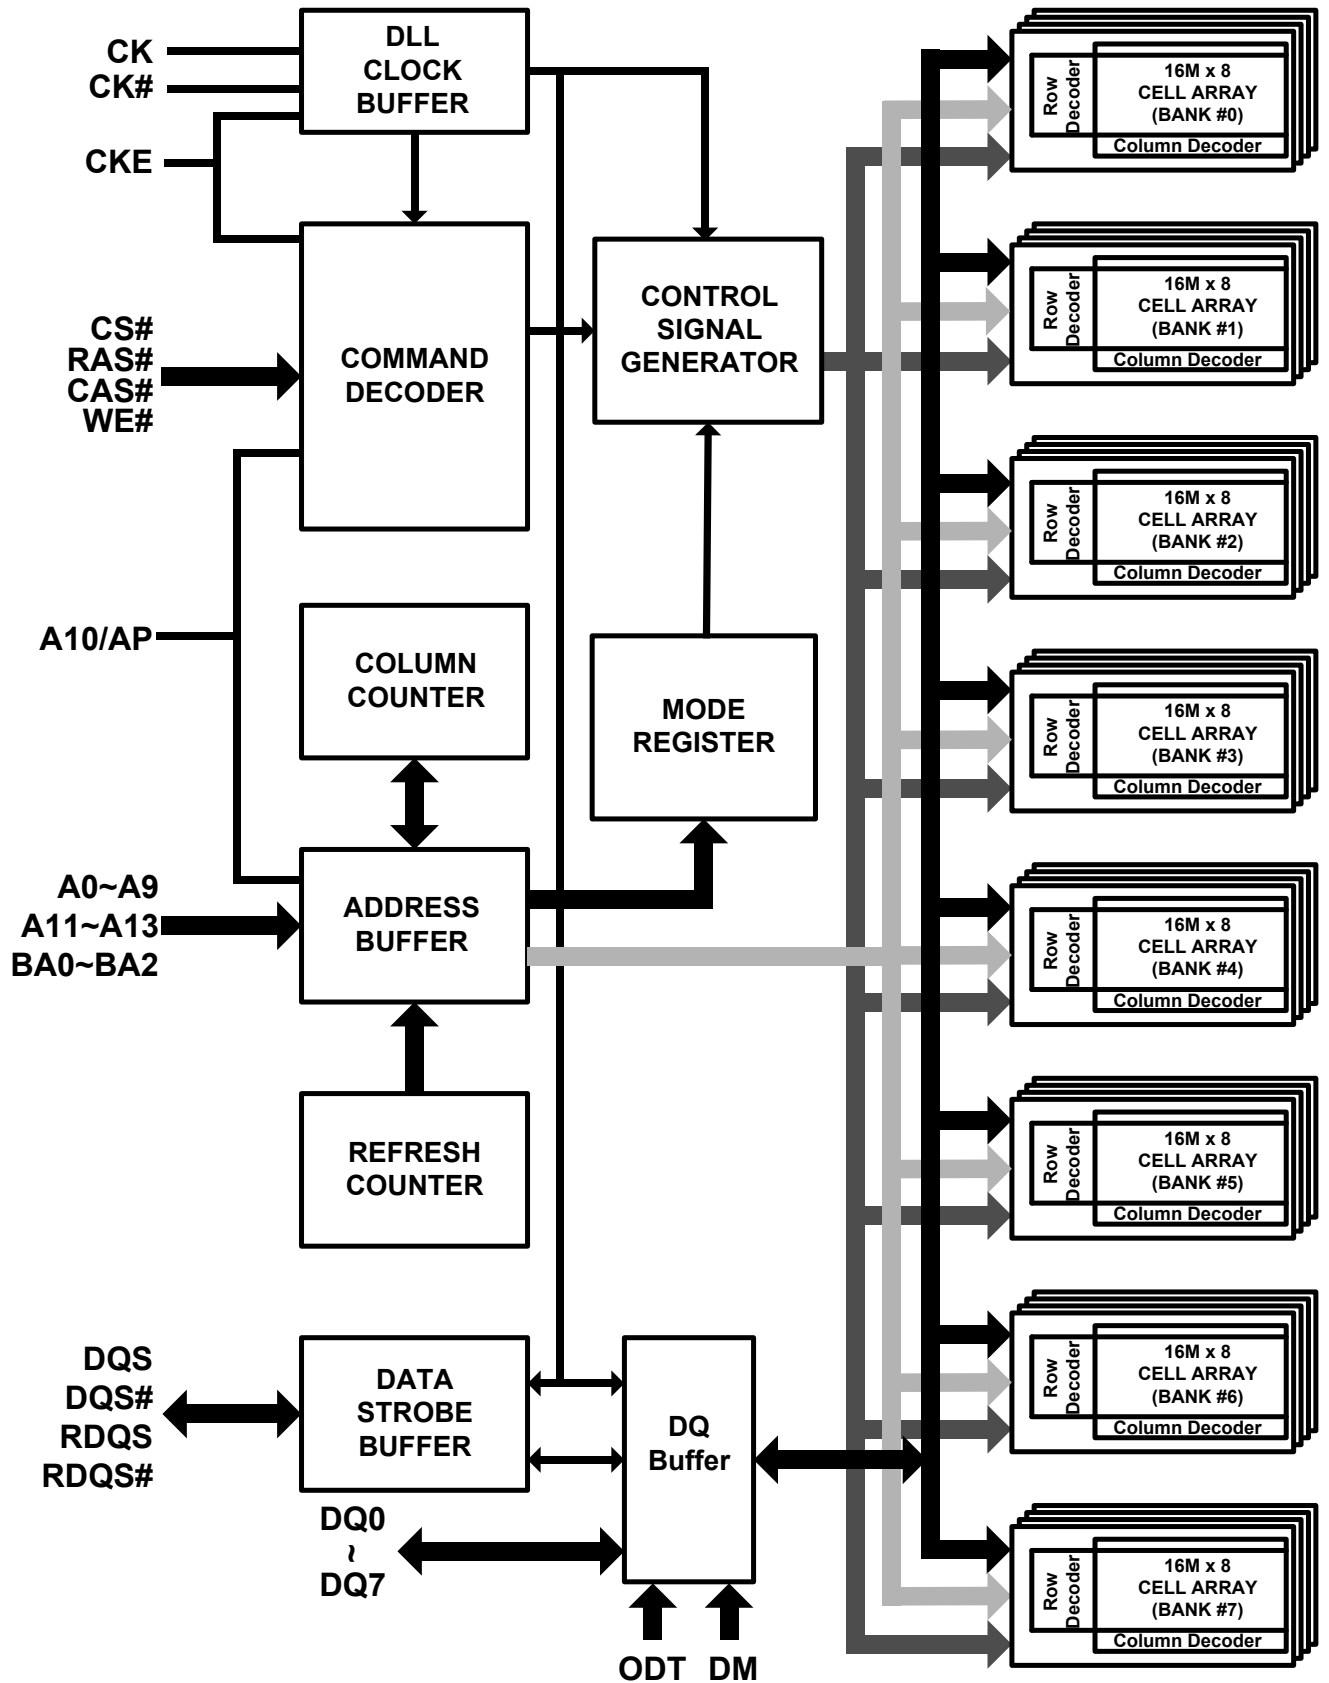 CK
CK#
CKE
DLL
CLOCK
BUFFER
CS#
RAS#
CAS#
WE#
COMMAND
DECODER
CONTROL
SIGNAL
GENERATOR
A10/AP
COLUMN
COUNTER
MODE
REGISTER
A0~A9
A11~A13
BA0~BA2
ADDRESS
BUFFER
REFRESH
COUNTER
DQS
DQS#
RDQS
RDQS#
DATA
STROBE
BUFFER
DQ
Buffer
DQ0
~
DQ7
ODT
DM
Row
Decoder
16M x 8
CELL ARRAY
(BANK #0)
Column Decoder
Row
Decoder
16M x 8
CELL ARRAY
(BANK #1)
Column Decoder
Row
Decoder
16M x 8
CELL ARRAY
(BANK #2)
Column Decoder
Row
Decoder
16M x 8
CELL ARRAY
(BANK #3)
Column Decoder
Row
Decoder
16M x 8
CELL ARRAY
(BANK #4)
Column Decoder
Row
Decoder
16M x 8
CELL ARRAY
(BANK #5)
Column Decoder
Row
Decoder
16M x 8
CELL ARRAY
(BANK #6)
Column Decoder
Row
Decoder
16M x 8
CELL ARRAY
(BANK #7)
Column Decoder